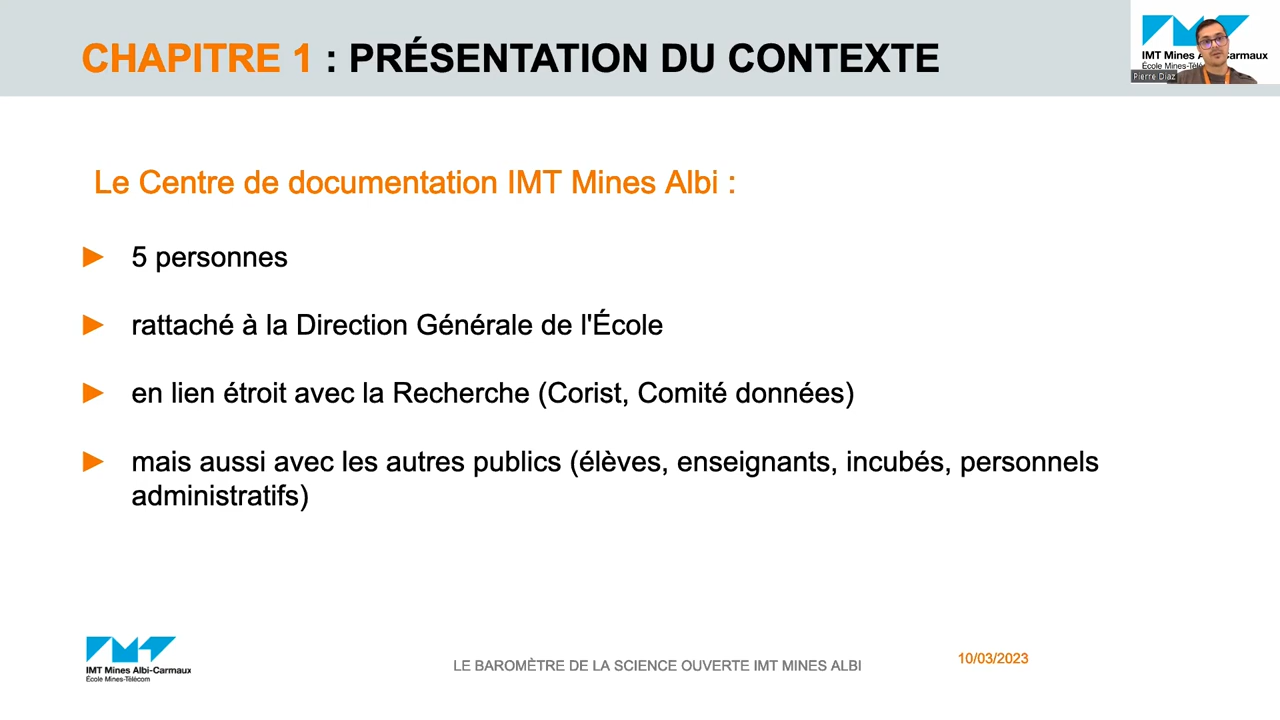 CHAPITRE 1 : PRÉSENTATION DU CONTEXTE
IMT Mines Albi-Carmaux
École Mines-Télécom
Pierre Diaz
Le Centre de documentation IMT Mines Albi :
► 5 personnes
► rattaché à la Direction Générale de l'École
► en lien étroit avec la Recherche (Corist, Comité données)
► mais aussi avec les autres publics (élèves, enseignants, incubés, personnels
administratifs)
IMT Mines Albi-Carmaux
École Mines-Télécom
LE BAROMÈTRE DE LA SCIENCE OUVERTE IMT MINES ALBI
10/03/2023